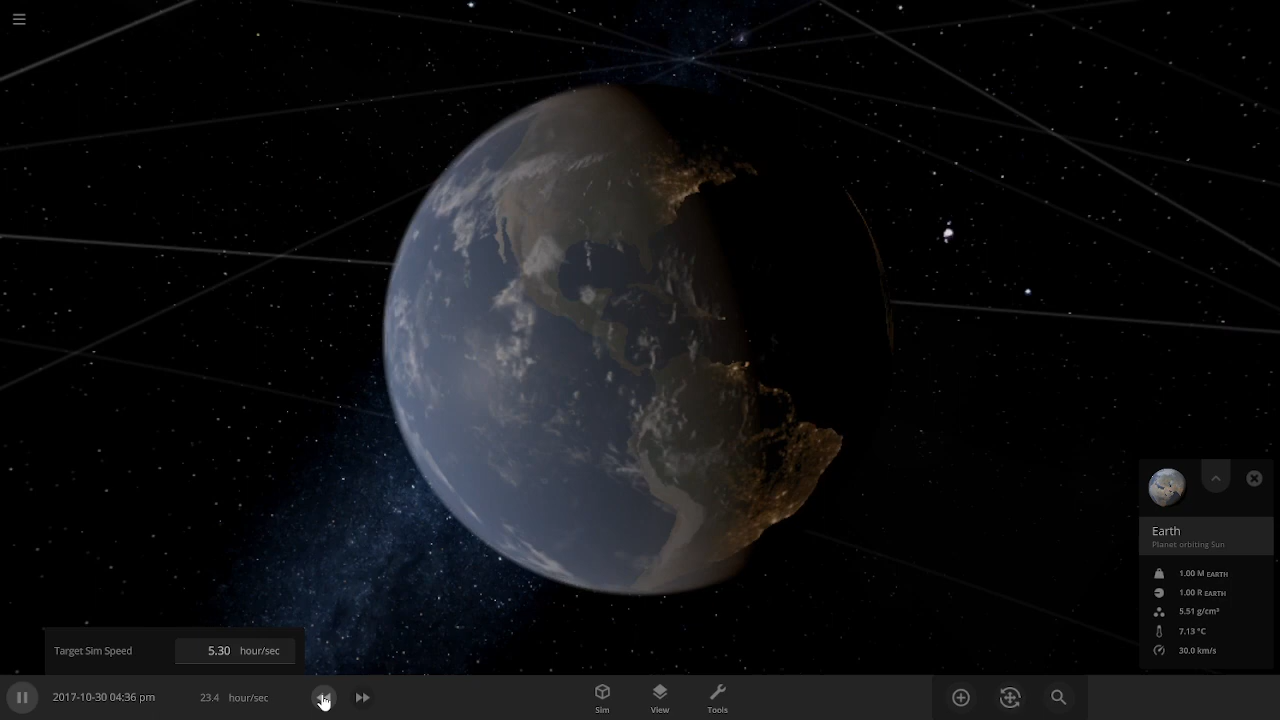 Earth
Planet orbiting Sun
1.00 M EARTH
1.00 R EARTH
5.51 g/cm³
7.13 °C
30.0 km/s
Target Sim Speed 5.30 hour/sec
2017-10-30 04:36 pm 23.4 hour/sec
Sim View Tools